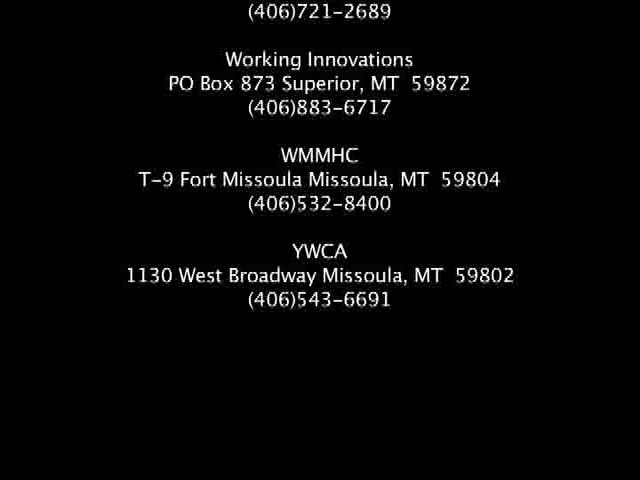 (406)721-2689
Working Innovations
PO Box 873 Superior, MT  59872
(406)883-6717
WMMHC
T-9 Fort Missoula Missoula, MT  59804
(406)532-8400
YWCA
1130 West Broadway Missoula, MT  59802
(406)543-6691